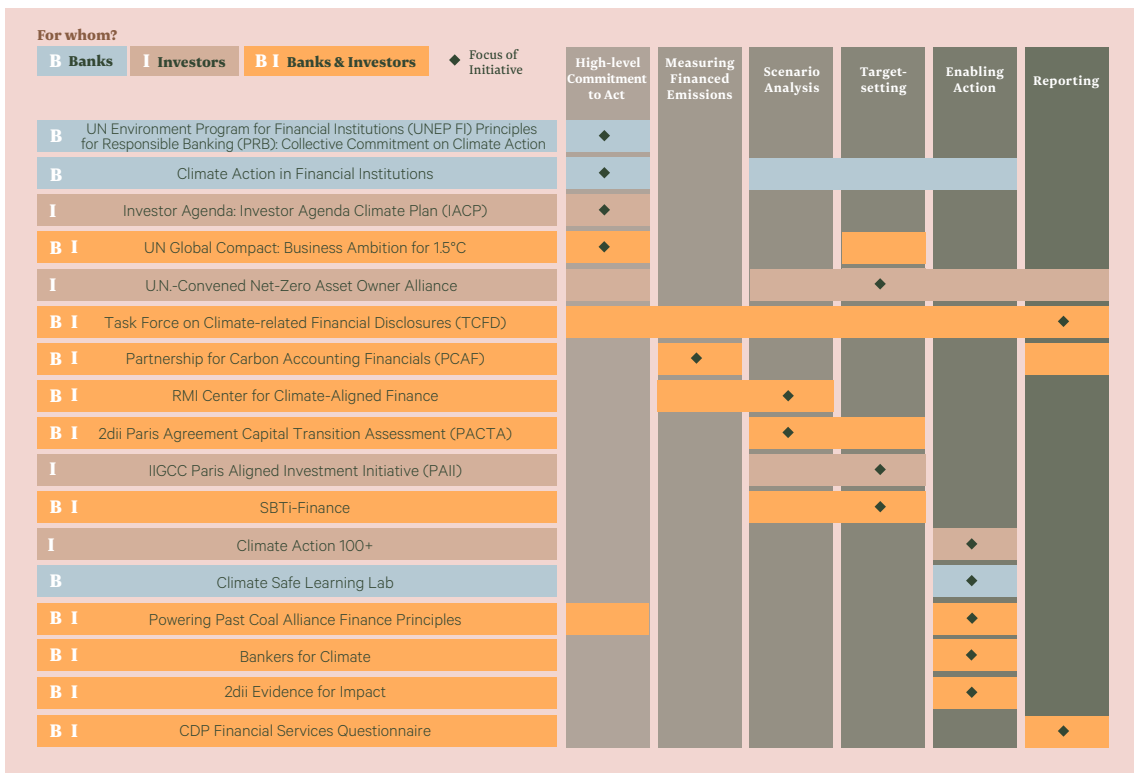 For whom?
B Banks
I Investors
B I Banks & Investors
Focus of
Initiative
High-level
Commitment
to Act
Measuring
Financed
Emissions
Scenario
Analysis
Target-
setting
Enabling
Action
Reporting
B UN Environment Program for Financial Institutions (UNEP FI) Principles
for Responsible Banking (PRB): Collective Commitment on Climate Action
B Climate Action in Financial Institutions
I Investor Agenda: Investor Agenda Climate Plan (IACP)
B I UN Global Compact: Business Ambition for 1.5°C
I U.N.-Convened Net-Zero Asset Owner Alliance
B I Task Force on Climate-related Financial Disclosures (TCFD)
B I Partnership for Carbon Accounting Financials (PCAF)
B I RMI Center for Climate-Aligned Finance
B I 2dii Paris Agreement Capital Transition Assessment (PACTA)
I IIGCC Paris Aligned Investment Initiative (PAII)
B I SBTi-Finance
I Climate Action 100+
B Climate Safe Learning Lab
B I Powering Past Coal Alliance Finance Principles
B I Bankers for Climate
B I 2dii Evidence for Impact
B I CDP Financial Services Questionnaire